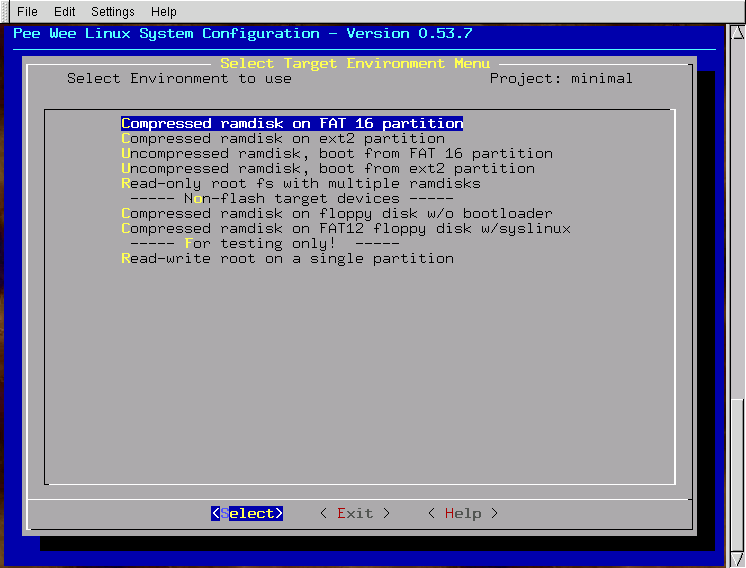 File Edit Settings Help
Pee Wee Linux System Configuration - Version 0.53.7
Select Target Environment Menu
Select Environment to use Project: minimal
Compressed ramdisk on FAT 16 partition
Compressed ramdisk on ext2 partition
Uncompressed ramdisk, boot from FAT 16 partition
Uncompressed ramdisk, boot from ext2 partition
Read-only root fs with multiple ramdisks
----- Non-flash target devices -----
Compressed ramdisk on floppy disk w/o bootloader
Compressed ramdisk on FAT12 floppy disk w/syslinux
----- For testing only! -----
Read-write root on a single partition
<Select> < Exit > < Help >